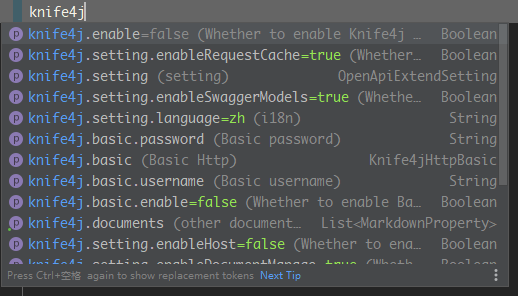 knife4j
knife4j.enable=false (Whether to enable Knife4j … Boolean
knife4j.setting.enableRequestCache=true (Whether… Boolean
knife4j.setting (setting) OpenApiExtendSetting
knife4j.setting.enableSwaggerModels=true (Whethe… Boolean
knife4j.setting.language=zh (i18n) String
knife4j.basic.password (Basic password) String
knife4j.basic (Basic Http) Knife4jHttpBasic
knife4j.basic.username (Basic username) String
knife4j.basic.enable=false (Whether to enable Ba… Boolean
knife4j.documents (other document… List<MarkdownProperty>
knife4j.setting.enableHost=false (Whether to ena… Boolean
knife4j.setting.enableDocumentManage=true (Wheth… Boolean
Press Ctrl+空格 again to show replacement tokens Next Tip